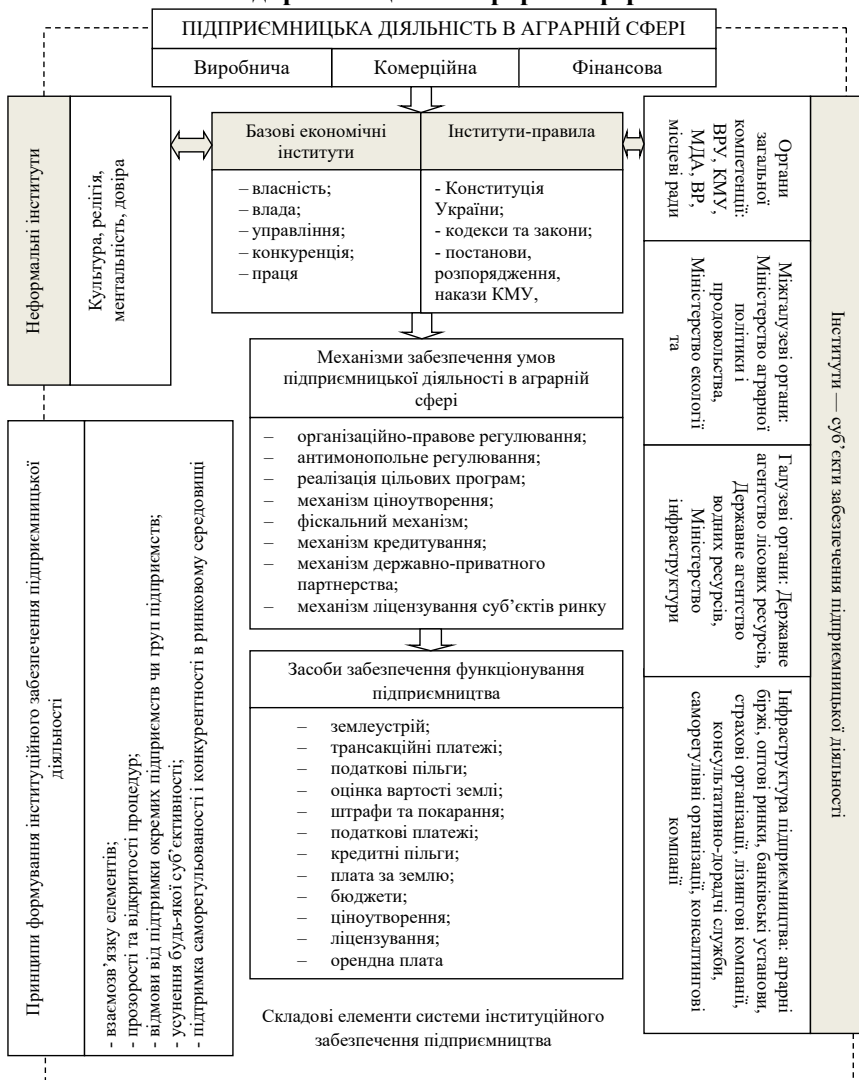 ПІДПРИЄМНИЦЬКА ДІЯЛЬНІСТЬ В АГРАРНІЙ СФЕРІ
Виробнича
Комерційна
Фінансова
Неформальні інститути
Культура, релігія,
ментальність, довіра
Базові економічні
інститути
– власність;
– влада;
– управління;
– конкуренція;
– праця
Інститути-правила
- Конституція
України;
- кодекси та закони;
- постанови,
розпорядження,
накази КМУ,
Механізми забезпечення умов
підприємницької діяльності в аграрній
сфері
– організаційно-правове регулювання;
– антимонопольне регулювання;
– реалізація цільових програм;
– механізм ціноутворення;
– фіскальний механізм;
– механізм кредитування;
– механізм державно-приватного
партнерства;
– механізм ліцензування суб’єктів ринку
Засоби забезпечення функціонування
підприємництва
– землеустрій;
– трансакційні платежі;
– податкові пільги;
– оцінка вартості землі;
– штрафи та покарання;
– податкові платежі;
– кредитні пільги;
– плата за землю;
– бюджети;
– ціноутворення;
– ліцензування;
– орендна плата
Складові елементи системи інституційного
забезпечення підприємництва
Принципи формування інституційного забезпечення підприємницької
діяльності
- взаємозв’язку елементів;
- прозорості та відкритості процедур;
- відмови від підтримки окремих підприємств чи груп підприємств;
- усунення будь-якої суб’єктивності;
- підтримка саморегульованості і конкурентності в ринковому середовищі
Органи
загальної
компетенції:
ВРУ, КМУ,
МДА, ВР,
місцеві ради
Міжгалузеві органи:
Міністерство аграрної
політики і
продовольства,
Міністерство екології
та
Галузеві органи: Державне
агентство лісових ресурсів,
Державне агентство
водних ресурсів,
Міністерство
інфраструктури
Інфраструктура підприємництва: аграрні
біржі, оптові ринки, банківські установи,
страхові організації, лізингові компанії,
консультативно-дорадчі служби,
саморегулівні організації, консалтингові
компанії
Інститути — суб’єкти забезпечення підприємницької діяльності